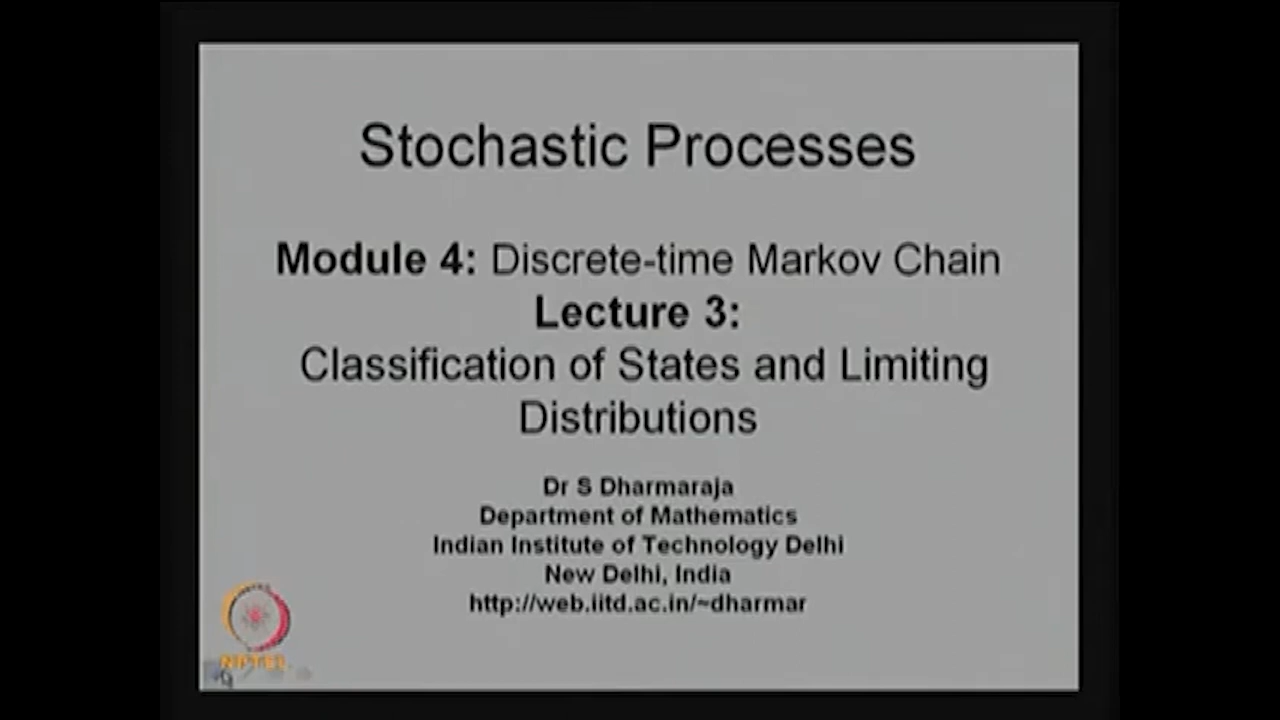 Stochastic Processes
Module 4: Discrete-time Markov Chain
Lecture 3:
Classification of States and Limiting
Distributions
Dr S Dharmaraja
Department of Mathematics
Indian Institute of Technology Delhi
New Delhi, India
http://web.iitd.ac.in/~dharmar
NPTEL